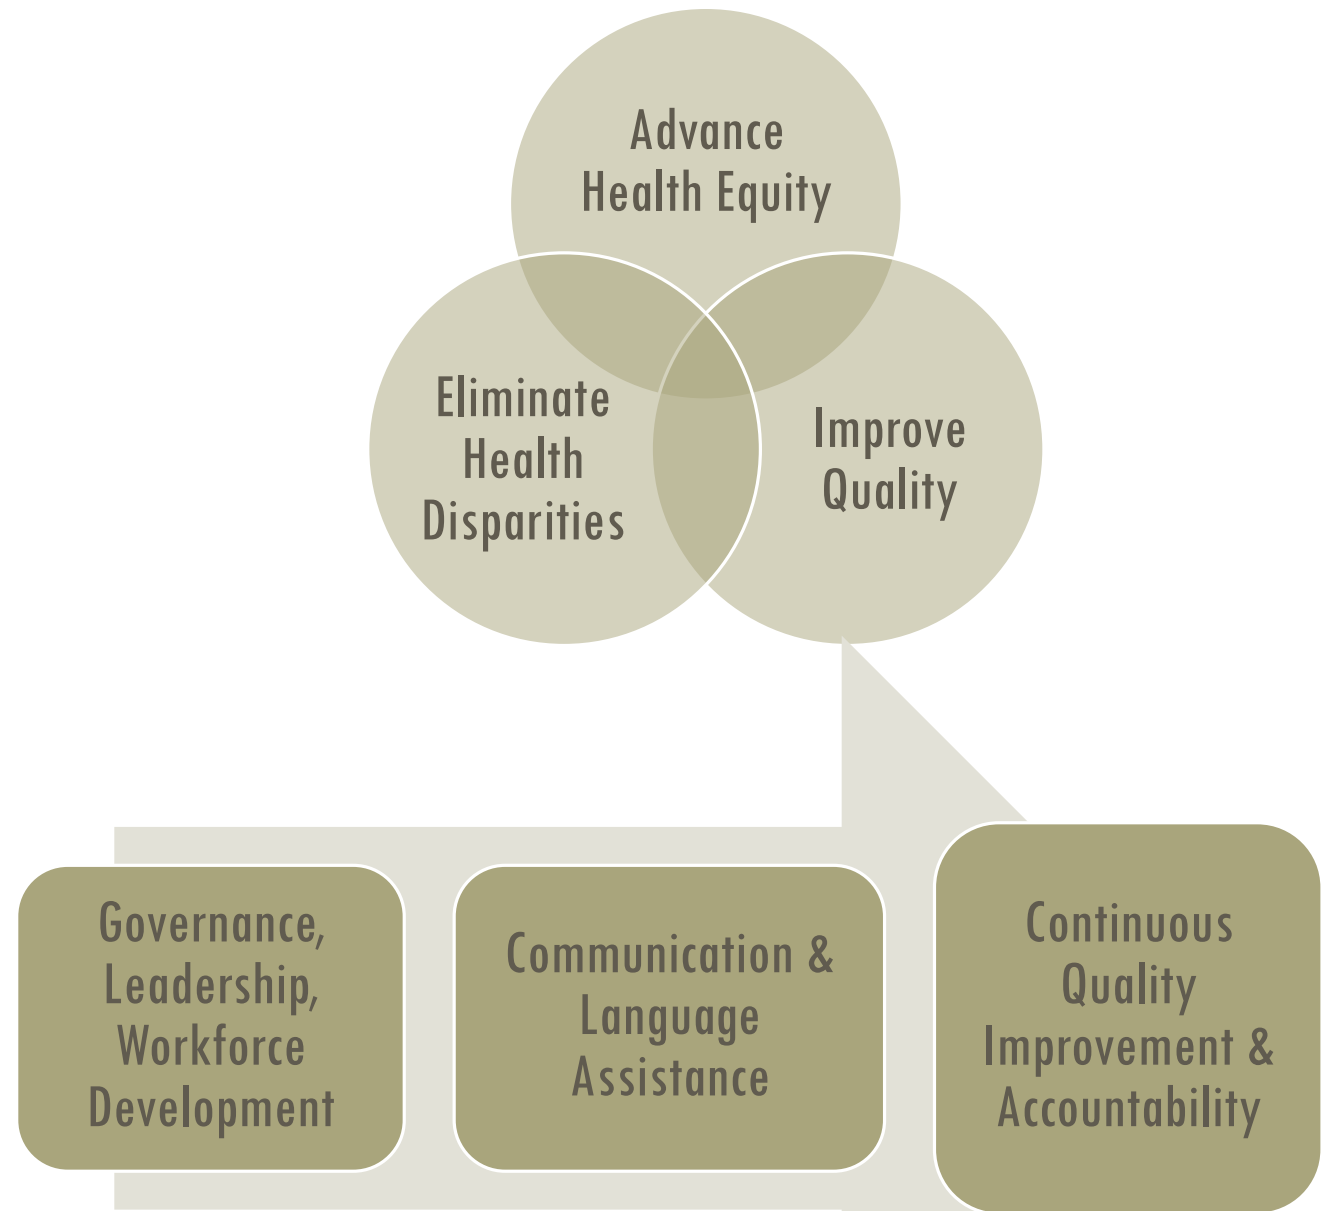 Advance
Health Equity
Eliminate
Health
Disparities
Improve
Quality
Governance,
Leadership,
Workforce
Development
Communication &
Language
Assistance
Continuous
Quality
Improvement &
Accountability